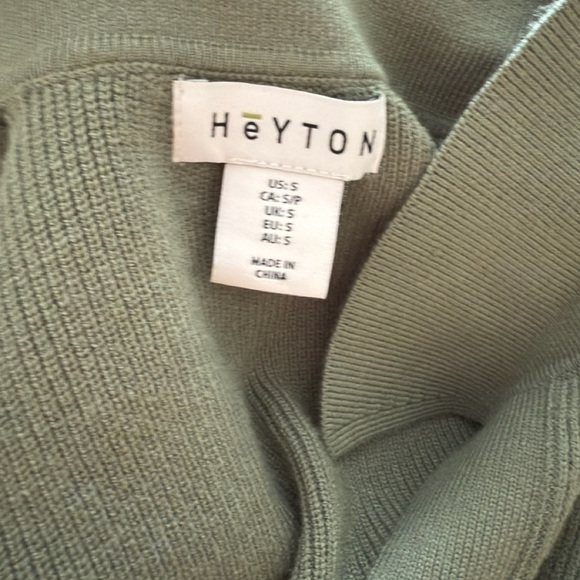 HēYTON
US: S
CA: S/P
UK: S
EU: S
AU: S
MADE IN
CHINA